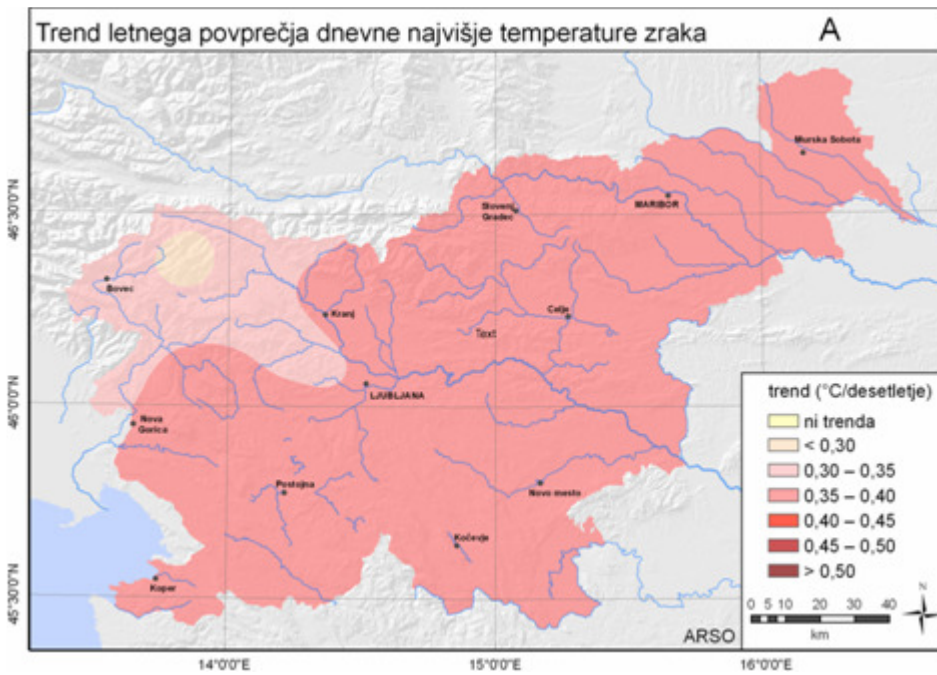 Trend letnega povprečja dnevne najvišje temperature zraka
A
Murska Sobota
Slovenj
Gradec
MARIBOR
46°30'0"N
Bovec
Kranj
Text
Celje
LJUBLJANA
46°0'0"N
Nova
Gorica
Postojna
Novo mesto
Kočevje
Koper
45°30'0"N
trend (°C/desetletje)
ni trenda
< 0,30
0,30 – 0,35
0,35 – 0,40
0,40 – 0,45
0,45 – 0,50
> 0,50
0 5 10 20 30 40
km
N
ARSO
14°0'0"E
15°0'0"E
16°0'0"E